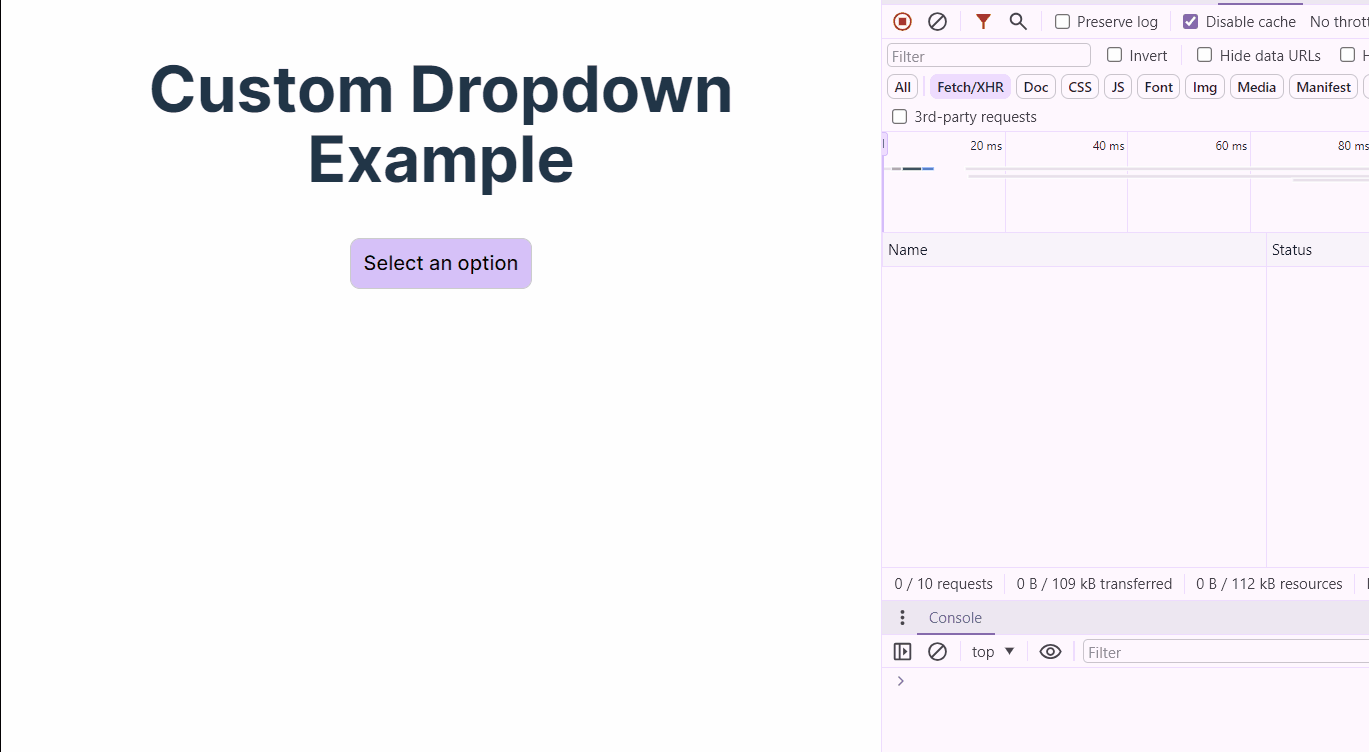 Custom Dropdown
Example
Select an option
Preserve log Disable cache No thrott
Filter Invert Hide data URLs H
All Fetch/XHR Doc CSS JS Font Img Media Manifest
3rd-party requests
20 ms 40 ms 60 ms 80 ms
Name Status
0 / 10 requests 0 B / 109 kB transferred 0 B / 112 kB resources
Console
top Filter